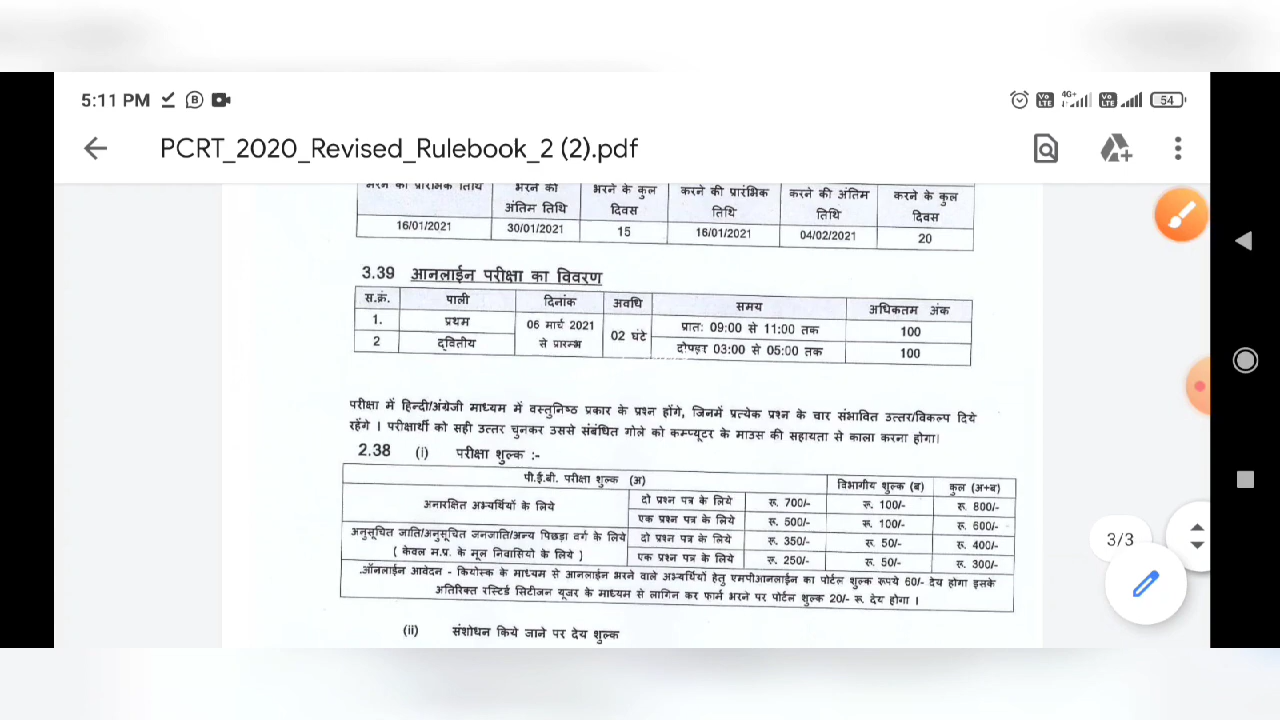 5:11 PM
54
PCRT_2020_Revised_Rulebook_2 (2).pdf
भरने की प्रारंभिक तिथि भरने की अंतिम तिथि भरने के कुल दिवस करने की प्रारंभिक तिथि करने की अंतिम तिथि करने के कुल दिवस
16/01/2021 30/01/2021 15 16/01/2021 04/02/2021 20
3.39 आनलाईन परीक्षा का विवरण
स.क्रं. पाली दिनांक अवधि समय अधिकतम अंक
1. प्रथम 06 मार्च 2021 से प्रारम्भ 02 घंटे प्रातः 09:00 से 11:00 तक 100
2 द्वितीय दोपहर 03:00 से 05:00 तक 100
परीक्षा में हिन्दी/अंग्रेजी माध्यम में वस्तुनिष्ठ प्रकार के प्रश्न होंगे, जिनमें प्रत्येक प्रश्न के चार संभावित उत्तर/विकल्प दिये
रहेंगे । परीक्षार्थी को सही उत्तर चुनकर उससे संबंधित गोले को कम्प्यूटर के माउस की सहायता से काला करना होगा।
2.38 (i) परीक्षा शुल्क :-
पी.ई.बी. परीक्षा शुल्क (अ) विभागीय शुल्क (ब) कुल (अ+ब)
अनारक्षित अभ्यर्थियों के लिये दो प्रश्न पत्र के लिये रू. 700/- रू. 100/- रू. 800/-
एक प्रश्न पत्र के लिये रू. 500/- रू. 100/- रू. 600/-
अनुसूचित जाति/अनुसूचित जनजाति/अन्य पिछड़ा वर्ग के लिये दो प्रश्न पत्र के लिये रू. 350/- रू. 50/- रू. 400/-
[ केवल म.प्र. के मूल निवासियो के लिये ] एक प्रश्न पत्र के लिये रू. 250/- रू. 50/- रू. 300/-
.ऑनलाईन आवेदन - कियोस्क के माध्यम से आनलाईन भरने वाले अभ्यर्थियों हेतु एमपीआनलाईन का पोर्टल शुल्क रूपये 60/- देय होगा इसके
अतिरिक्त रस्टिर्ड सिटीजन यूजर के माध्यम से लागिन कर फार्म भरने पर पोर्टल शुल्क 20/- रू. देय होगा ।
(ii) संशोधन किये जाने पर देय शुल्क
3/3